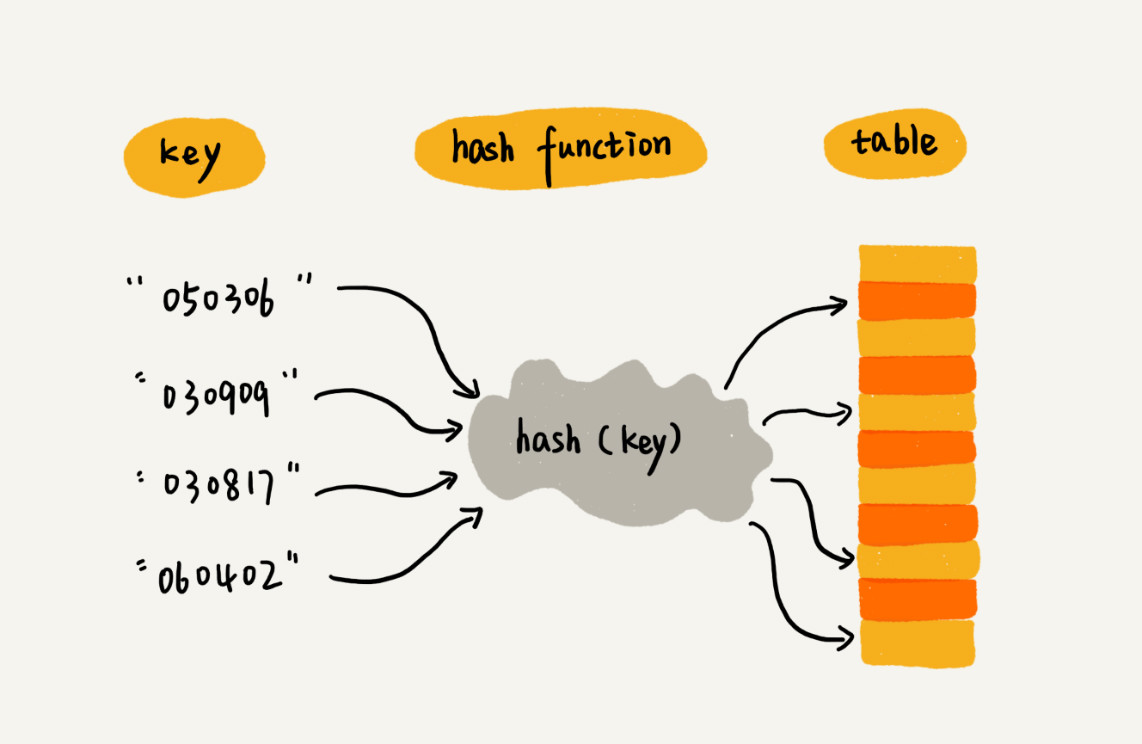 key
hash function
table
"050306"
"030909"
"030817"
"060402"
hash (key)